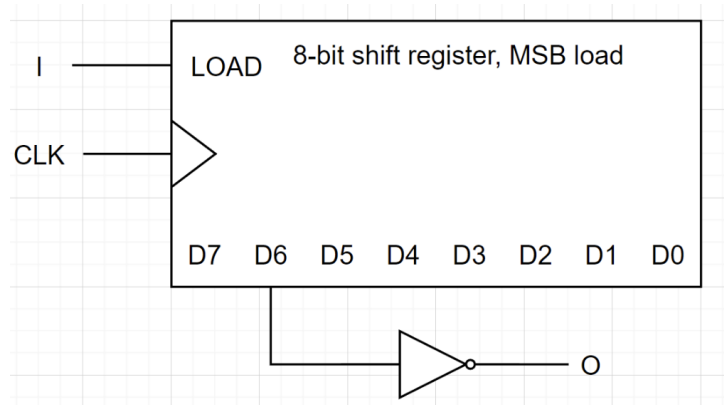 I
LOAD
8-bit shift register, MSB load
CLK
D7 D6 D5 D4 D3 D2 D1 D0
O